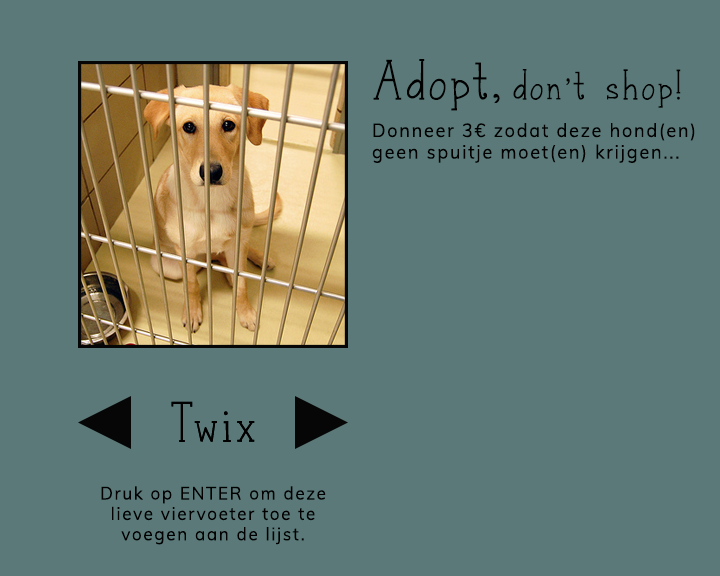 Adopt, don't shop!
Donneer 3€ zodat deze hond(en)
geen spuitje moet(en) krijgen...
Twix
Druk op ENTER om deze
lieve viervoeter toe te
voegen aan de lijst.